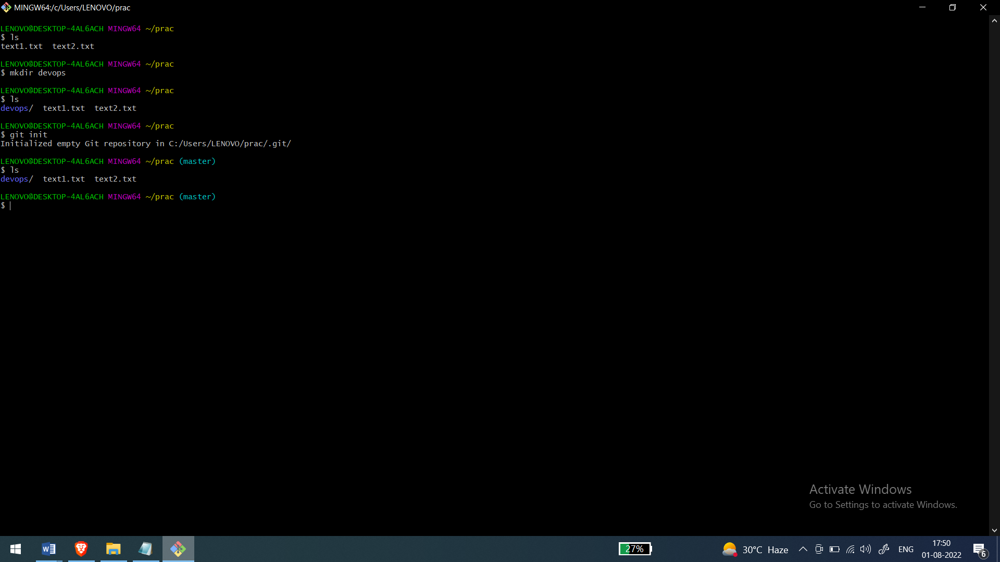 MINGW64:/c/Users/LENOVO/prac
LENOVO@DESKTOP-4AL6ACH MINGW64 ~/prac
$ ls
text1.txt  text2.txt
LENOVO@DESKTOP-4AL6ACH MINGW64 ~/prac
$ mkdir devops
LENOVO@DESKTOP-4AL6ACH MINGW64 ~/prac
$ ls
devops/  text1.txt  text2.txt
LENOVO@DESKTOP-4AL6ACH MINGW64 ~/prac
$ git init
Initialized empty Git repository in C:/Users/LENOVO/prac/.git/
LENOVO@DESKTOP-4AL6ACH MINGW64 ~/prac (master)
$ ls
devops/  text1.txt  text2.txt
LENOVO@DESKTOP-4AL6ACH MINGW64 ~/prac (master)
$
Activate Windows
Go to Settings to activate Windows.
W
27%
30°C Haze
ENG
17:50
01-08-2022
6